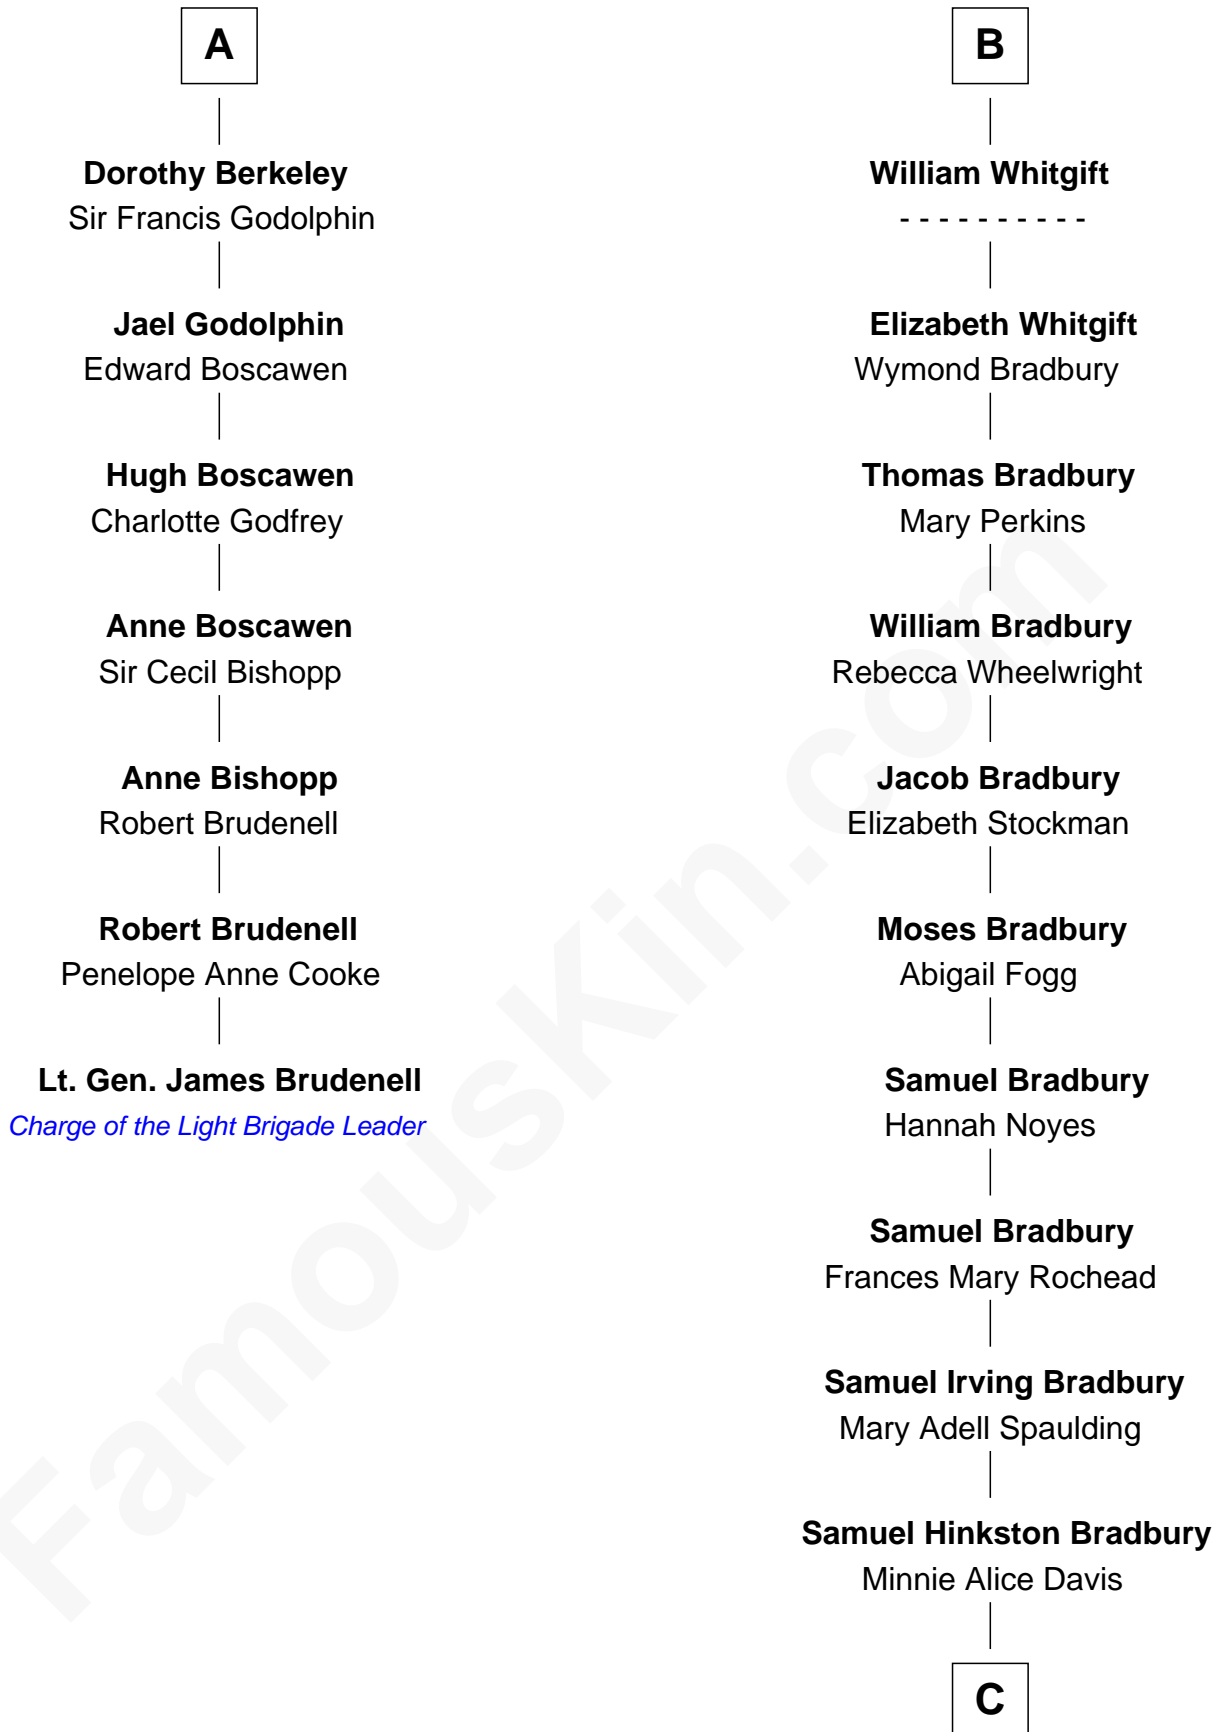 A
Dorothy Berkeley
Sir Francis Godolphin
Jael Godolphin
Edward Boscawen
Hugh Boscawen
Charlotte Godfrey
Anne Boscawen
Sir Cecil Bishopp
Anne Bishopp
Robert Brudenell
Robert Brudenell
Penelope Anne Cooke
Lt. Gen. James Brudenell
Charge of the Light Brigade Leader
B
William Whitgift
- - - - - - - - - -
Elizabeth Whitgift
Wymond Bradbury
Thomas Bradbury
Mary Perkins
William Bradbury
Rebecca Wheelwright
Jacob Bradbury
Elizabeth Stockman
Moses Bradbury
Abigail Fogg
Samuel Bradbury
Hannah Noyes
Samuel Bradbury
Frances Mary Rochead
Samuel Irving Bradbury
Mary Adell Spaulding
Samuel Hinkston Bradbury
Minnie Alice Davis
C
FamousKin.com